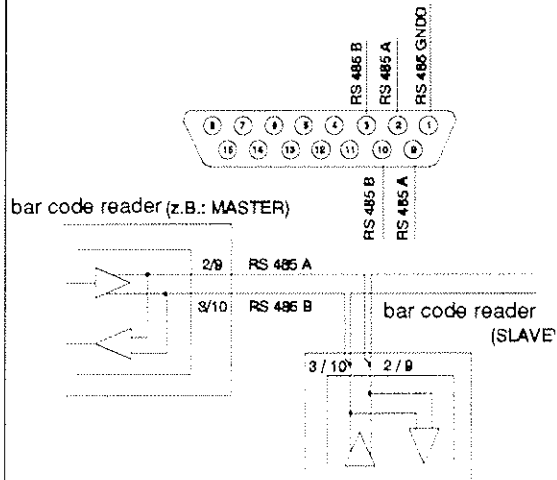 RS 485 B
RS 485 A
RS 485 GND0
8 7 6 5 4 3 2 1
15 14 13 12 11 10 9
RS 485 B
RS 485 A
bar code reader (z.B.: MASTER)
2/9 RS 485 A
3/10 RS 485 B
bar code reader
(SLAVE
3 / 10 2 / 9